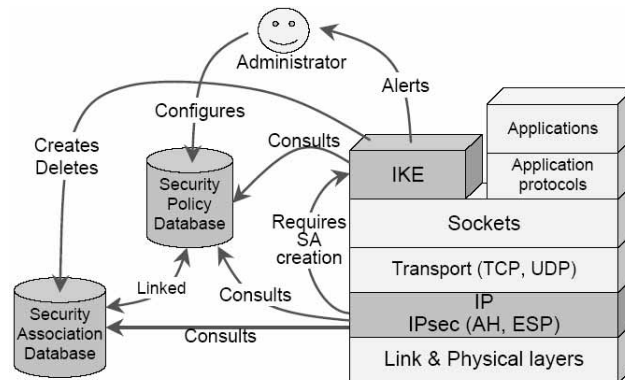 Administrator
Alerts
Configures
Creates
Deletes
Consults
Applications
Application
protocols
IKE
Security
Policy
Database
Requires
SA
creation
Sockets
Transport (TCP, UDP)
Linked
Consults
IP
IPsec (AH, ESP)
Security
Association
Database
Consults
Link & Physical layers